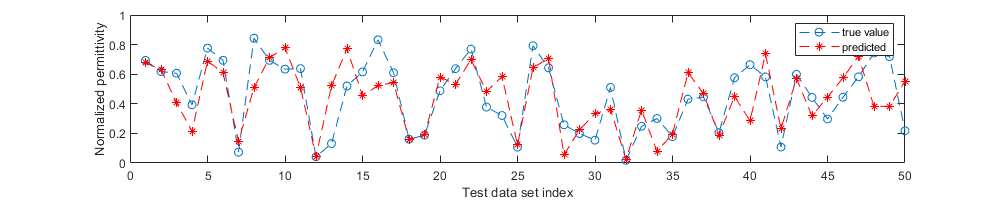 Normalized permittivity
1
0.8
0.6
0.4
0.2
0
0 5 10 15 20 25 30 35 40 45 50
Test data set index
true value
predicted